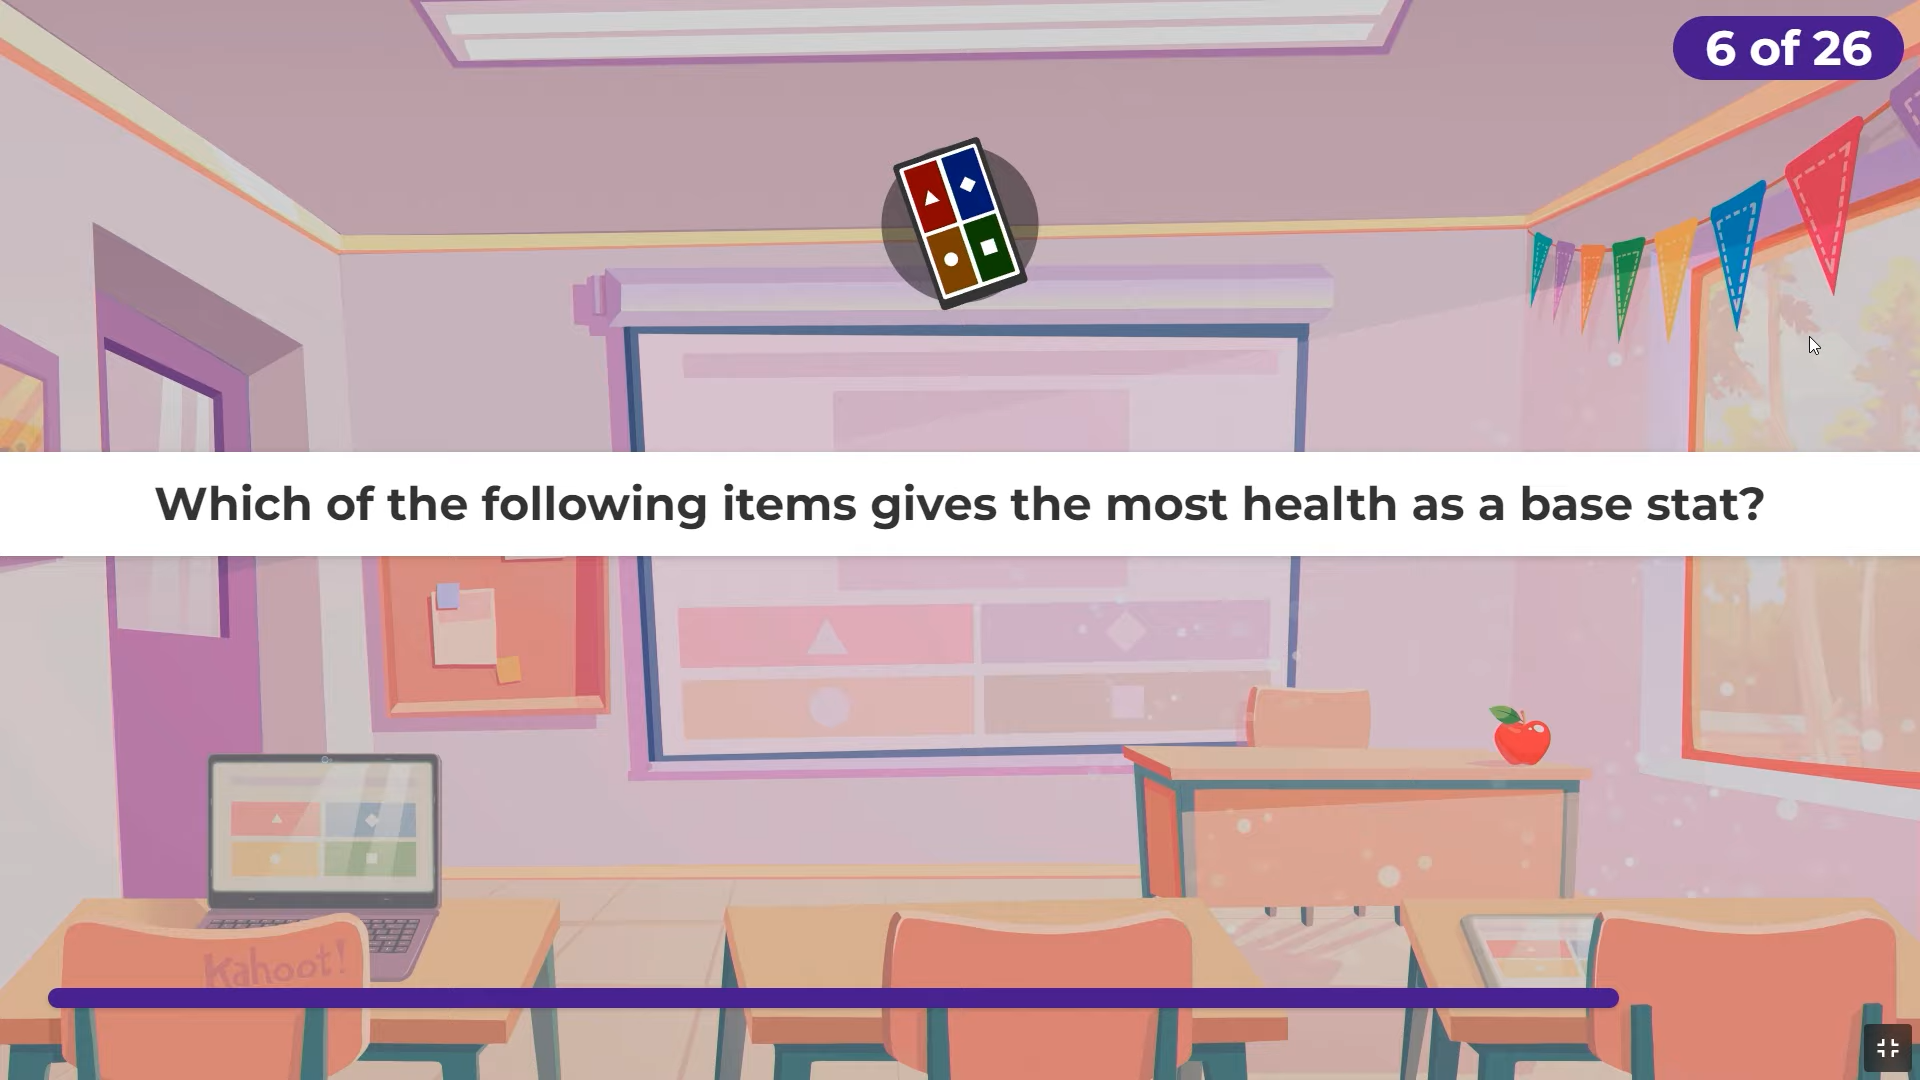 6 of 26
Which of the following items gives the most health as a base stat?
Kahoot!